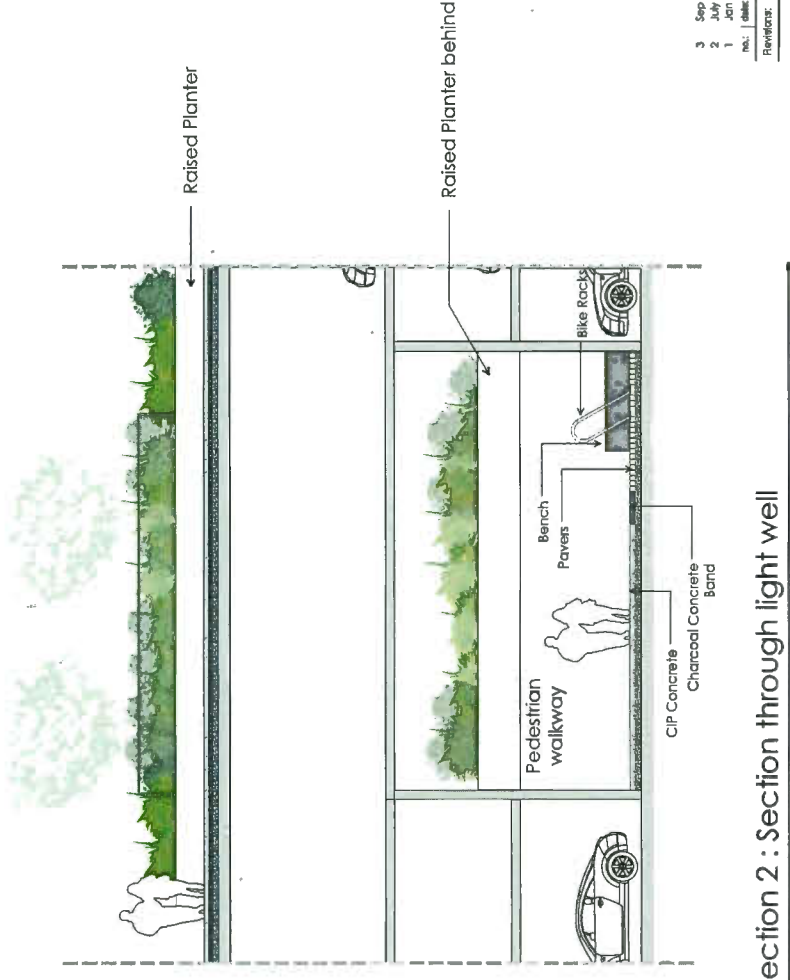 Raised Planter
Raised Planter behind
Bike Racks
Bench
Pavers
Pedestrian
walkway
CIP Concrete
Charcoal Concrete
Band
ection 2 : Section through light well
3 Sep
2 July
1 Jan
no.: date:
Revisions: